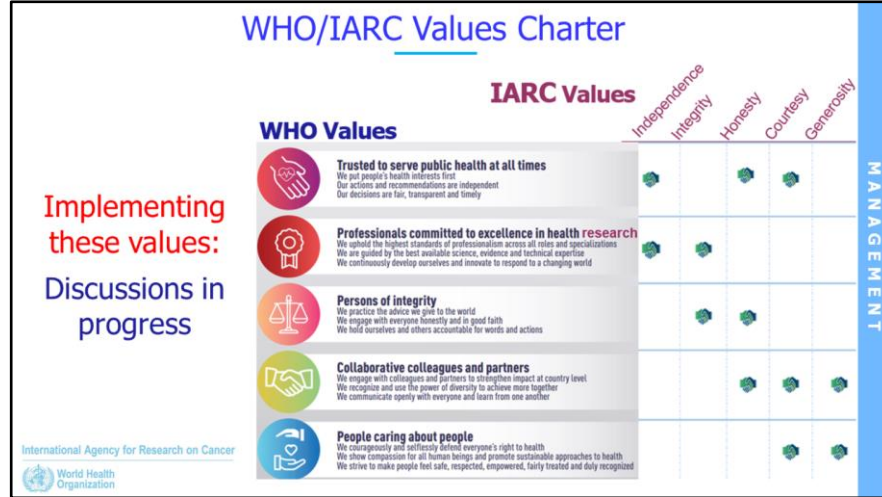 WHO/IARC Values Charter
IARC Values
Independence
Integrity
Honesty
Courtesy
Generosity
WHO Values
Implementing
these values:
Discussions in
progress
Trusted to serve public health at all times
We put people's health interests first
Our actions and recommendations are independent
Our decisions are fair, transparent and timely
Professionals committed to excellence in health research
We uphold the highest standards of professionalism across all roles and specializations
We are guided by the best available science, evidence and technical expertise
We continuously develop ourselves and innovate to respond to a changing world
Persons of integrity
We practice the advice we give to the world
We engage with everyone honestly and in good faith
We hold ourselves and others accountable for words and actions
Collaborative colleagues and partners
We engage with colleagues and partners to strengthen impact at country level
We recognize and use the power of diversity to achieve more together
We communicate openly with everyone and learn from one another
People caring about people
We courageously and selflessly defend everyone's right to health
We show compassion for all human beings and promote sustainable approaches to health
We strive to make people feel safe, respected, empowered, fairly treated and duly recognized
International Agency for Research on Cancer
World Health
Organization
MANAGEMENT